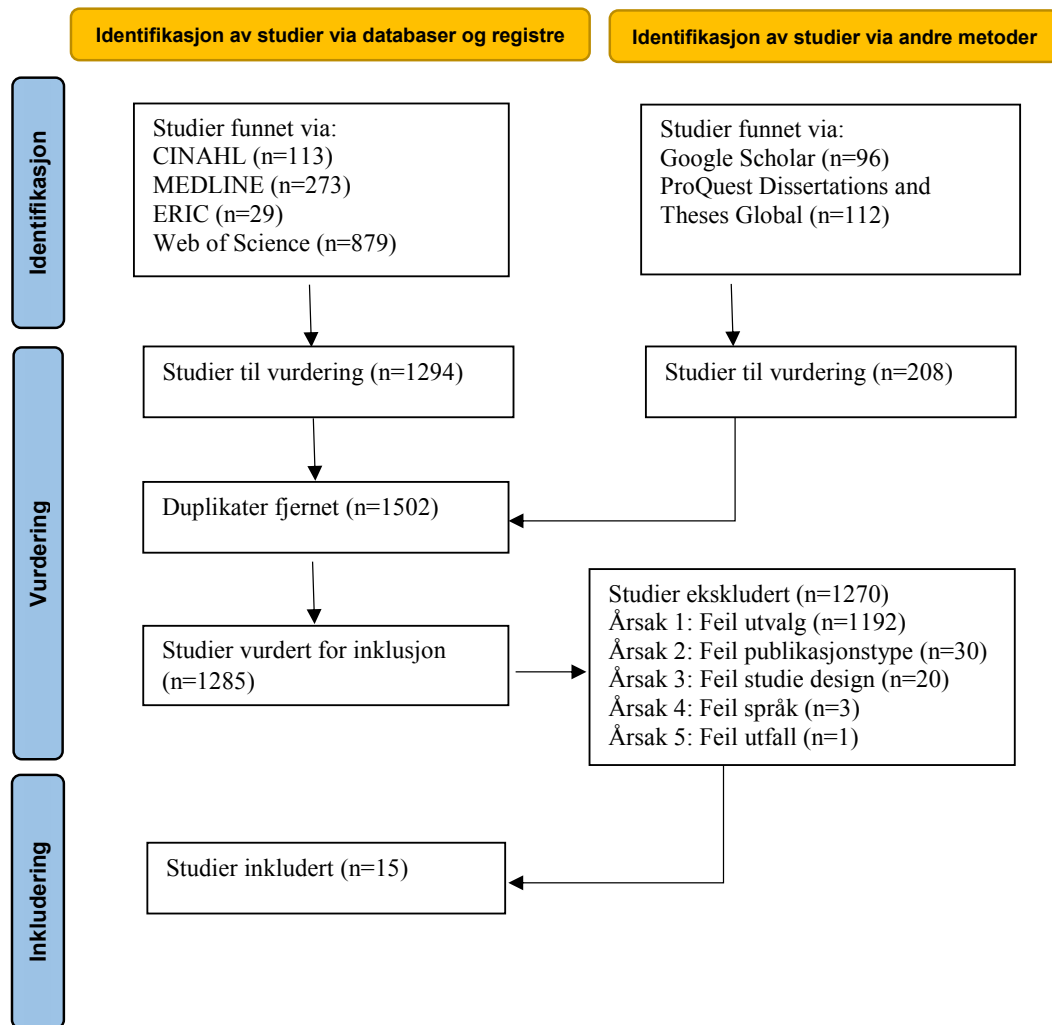 Identifikasjon av studier via databaser og registre
Identifikasjon av studier via andre metoder
Identifikasjon
Studier funnet via:
CINAHL (n=113)
MEDLINE (n=273)
ERIC (n=29)
Web of Science (n=879)
Studier funnet via:
Google Scholar (n=96)
ProQuest Dissertations and
Theses Global (n=112)
Vurdering
Studier til vurdering (n=1294)
Studier til vurdering (n=208)
Duplikater fjernet (n=1502)
Studier vurdert for inklusjon
(n=1285)
Studier ekskludert (n=1270)
Årsak 1: Feil utvalg (n=1192)
Årsak 2: Feil publikasjonstype (n=30)
Årsak 3: Feil studie design (n=20)
Årsak 4: Feil språk (n=3)
Årsak 5: Feil utfall (n=1)
Inkludering
Studier inkludert (n=15)